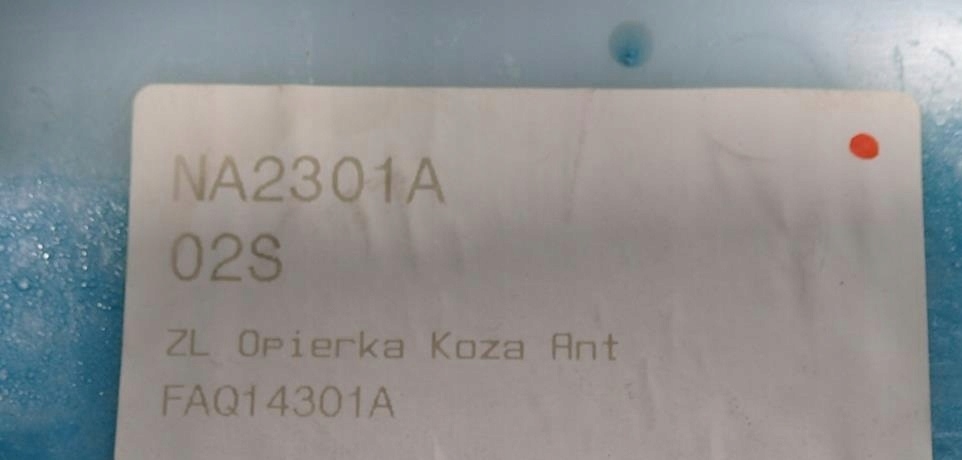 NA2301A
02S
ZL Opierka Koza Ant
FAQ14301A